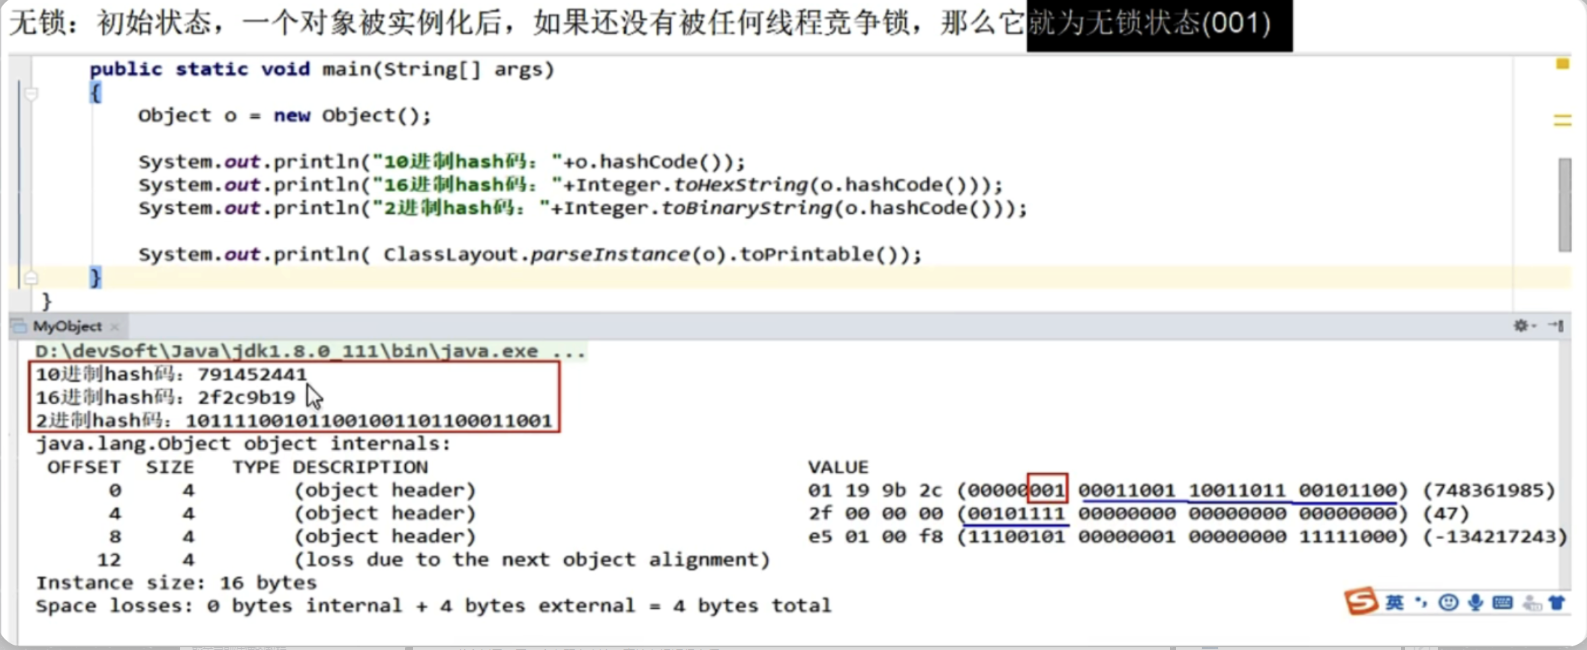 无锁：初始状态，一个对象被实例化后，如果还没有被任何线程竞争锁，那么它就为无锁状态(001)
public static void main(String[] args)
{
Object o = new Object();
System.out.println("10进制hash码："+o.hashCode());
System.out.println("16进制hash码："+Integer.toHexString(o.hashCode()));
System.out.println("2进制hash码："+Integer.toBinaryString(o.hashCode()));
System.out.println( ClassLayout.parseInstance(o).toPrintable());
}
}
MyObject
D:\devSoft\Java\jdk1.8.0_111\bin\java.exe ...
10进制hash码：791452441
16进制hash码：2f2c9b19
2进制hash码：101111001011001001101100011001
java.lang.Object object internals:
OFFSET SIZE TYPE DESCRIPTION VALUE
0 4 (object header) 01 19 9b 2c (00000001 00011001 10011011 00101100) (748361985)
4 4 (object header) 2f 00 00 00 (00101111 00000000 00000000 00000000) (47)
8 4 (object header) e5 01 00 f8 (11100101 00000001 00000000 11111000) (-134217243)
12 4 (loss due to the next object alignment)
Instance size: 16 bytes
Space losses: 0 bytes internal + 4 bytes external = 4 bytes total
英